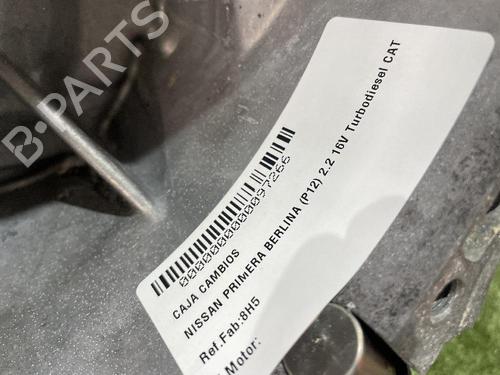 B-PARTS
0000000000097266
CAJA CAMBIOS
NISSAN PRIMERA BERLINA (P12) 2.2 16V Turbodiesel CAT
Ref.Fab:8H5
Motor: